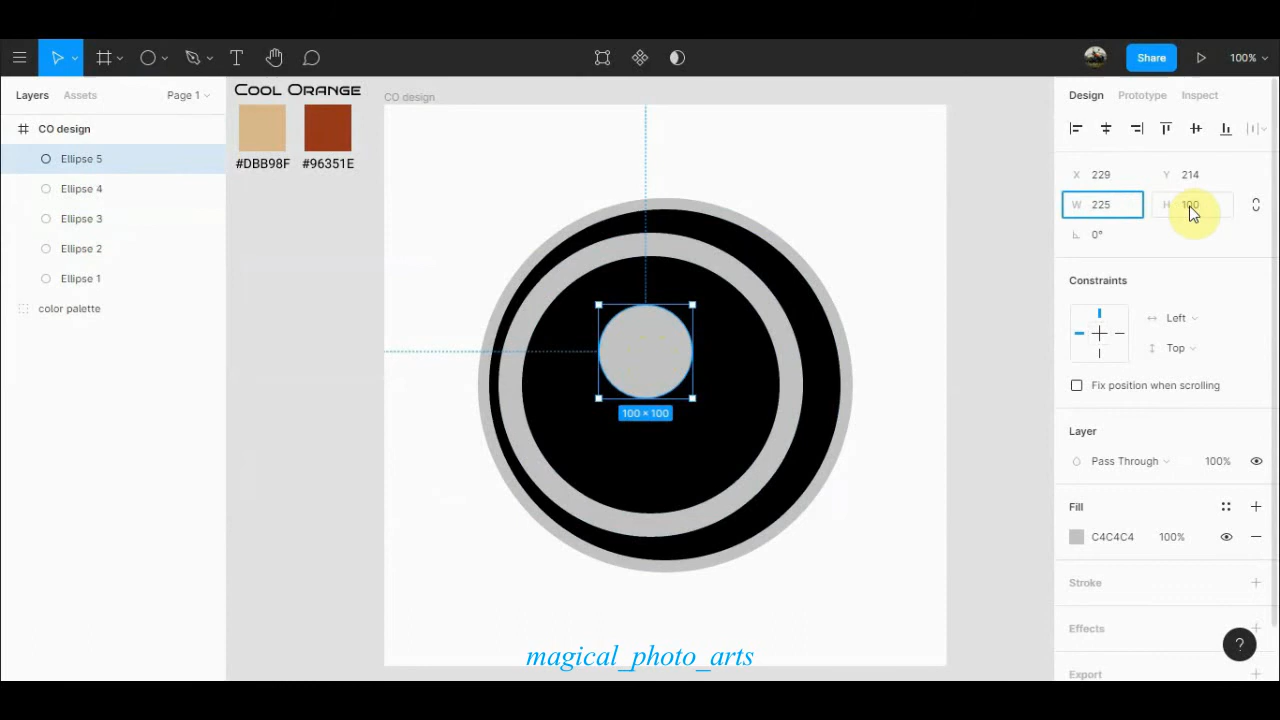 T
Share
100%
Layers
Assets
Page 1
CO design
Ellipse 5
Ellipse 4
Ellipse 3
Ellipse 2
Ellipse 1
color palette
Cool Orange
#DBB98F #96351E
CO design
100 × 100
magical_photo_arts
Design Prototype Inspect
X 229 Y 214
W 225 H 100
0°
Constraints
Left
Top
Fix position when scrolling
Layer
Pass Through 100%
Fill
C4C4C4 100%
Stroke
Effects
Export
?